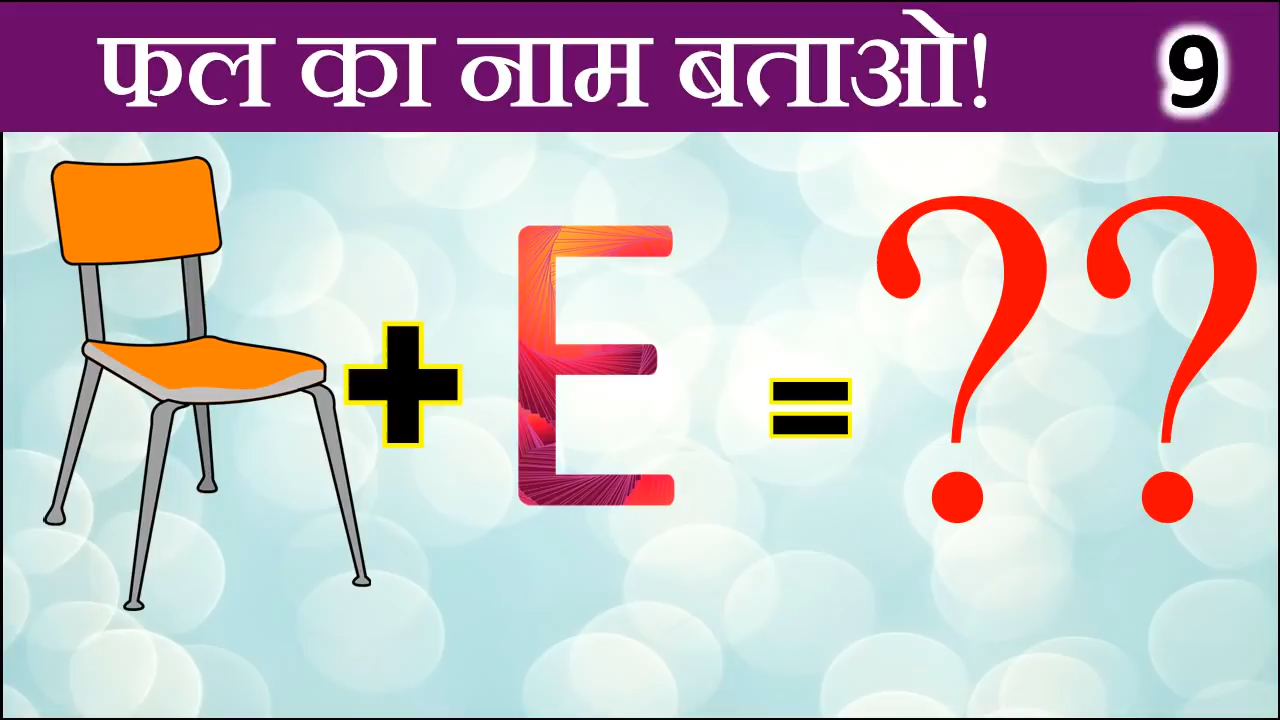 फल का नाम बताओ! 9
+ E = ??